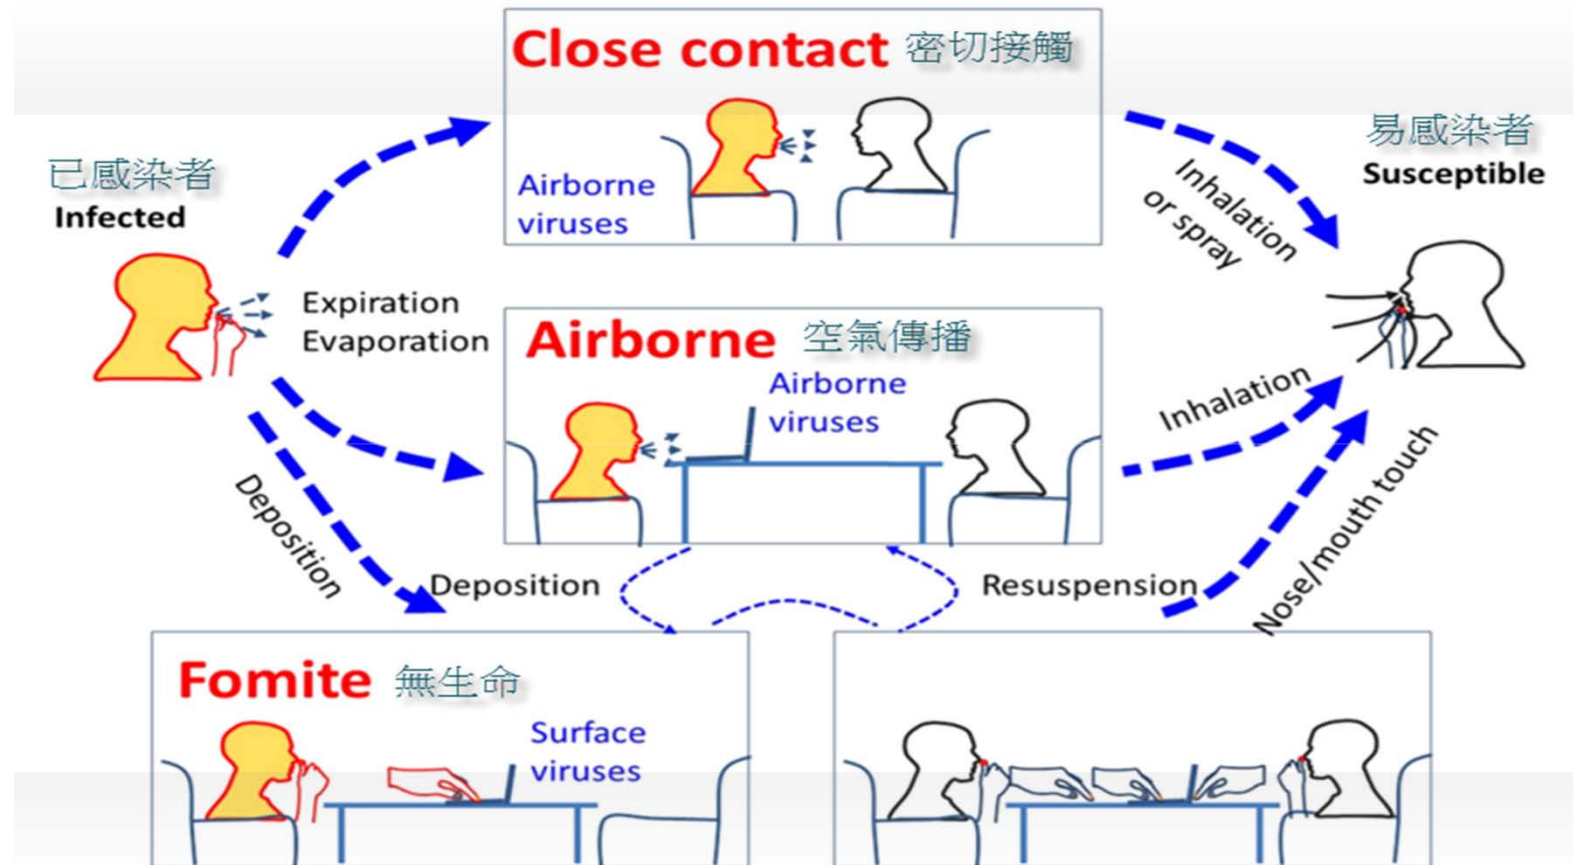 Close contact 密切接觸
Airborne
viruses
已感染者
Infected
易感染者
Susceptible
Inhalation
or spray
Expiration
Evaporation
Airborne 空氣傳播
Airborne
viruses
Inhalation
Deposition
Deposition
Resuspension
Nose/mouth touch
Fomite 無生命
Surface
viruses